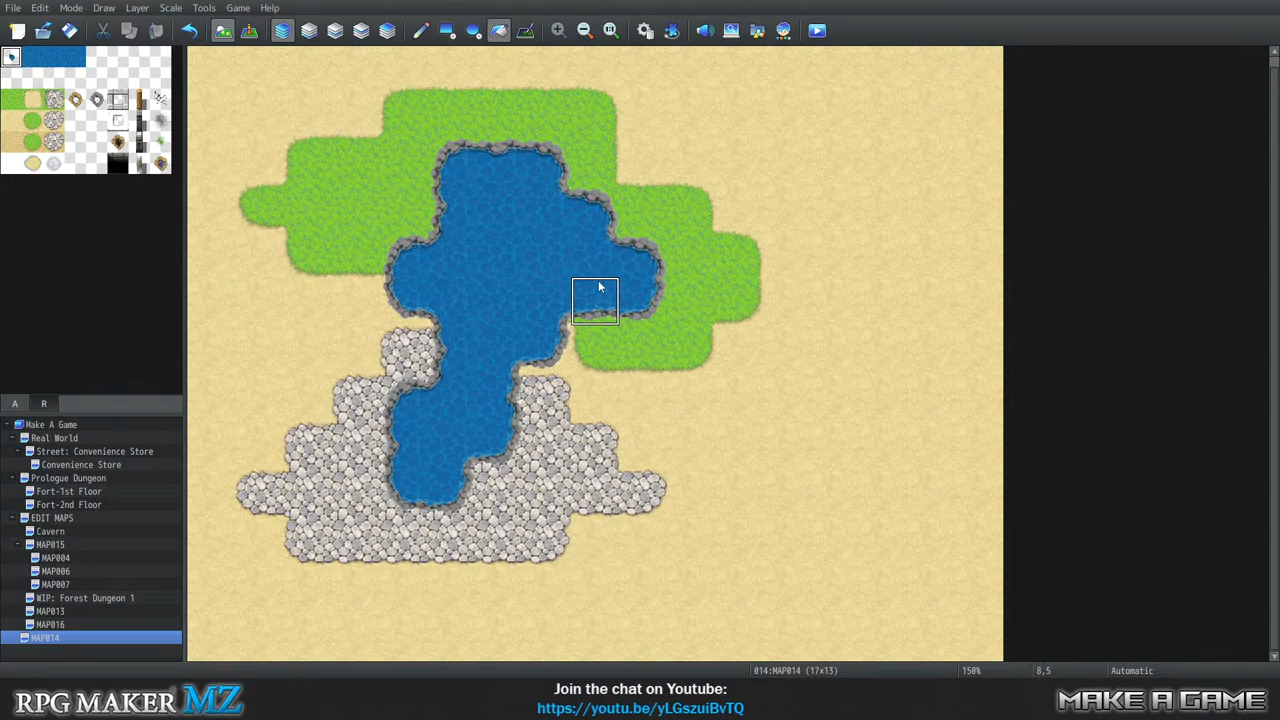 File Edit Mode Draw Layer Scale Tools Game Help
1:1
A R
Make A Game
Real World
Street: Convenience Store
Convenience Store
Prologue Dungeon
Fort-1st Floor
Fort-2nd Floor
EDIT MAPS
Cavern
MAP015
MAP004
MAP006
MAP007
WIP: Forest Dungeon 1
MAP013
MAP016
MAP014
014:MAP014 (17x13) 150% 8,5 Automatic
RPG MAKER MZ
Join the chat on Youtube:
https://youtu.be/yLGszuiBvTQ
MAKE A GAME